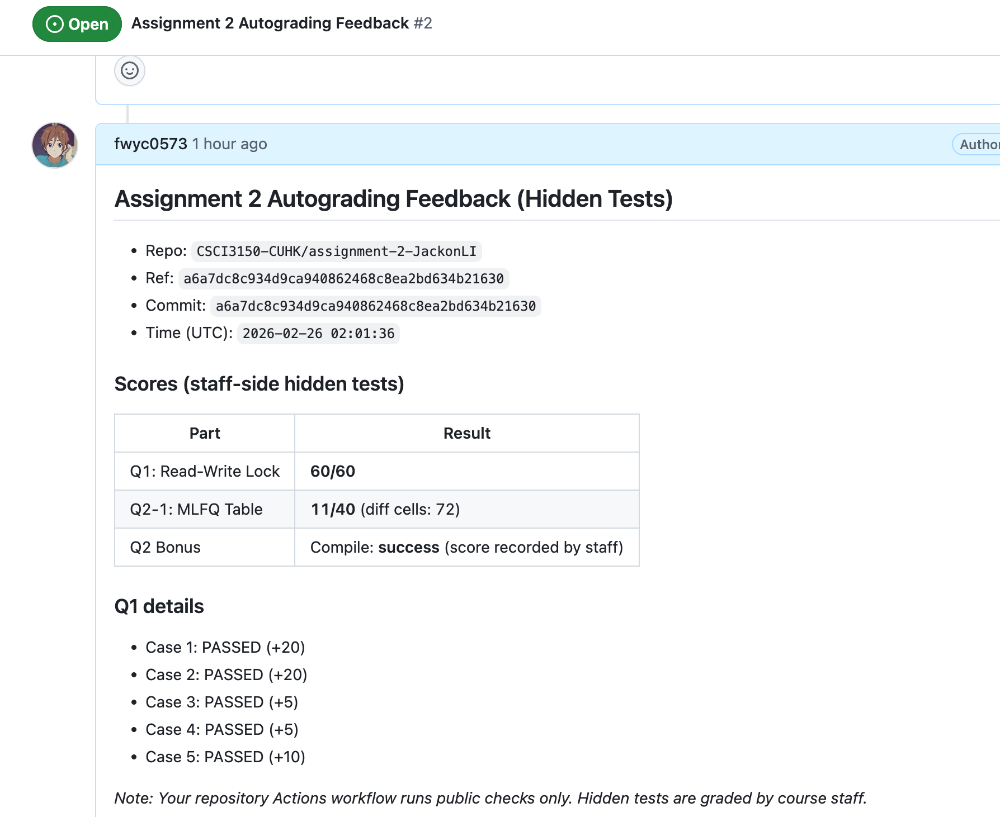 Open Assignment 2 Autograding Feedback #2
fwyc0573 1 hour ago
Author
Assignment 2 Autograding Feedback (Hidden Tests)
• Repo: CSCI3150-CUHK/assignment-2-JackonLI
• Ref: a6a7dc8c934d9ca940862468c8ea2bd634b21630
• Commit: a6a7dc8c934d9ca940862468c8ea2bd634b21630
• Time (UTC): 2026-02-26 02:01:36
Scores (staff-side hidden tests)
Part Result
Q1: Read-Write Lock 60/60
Q2-1: MLFQ Table 11/40 (diff cells: 72)
Q2 Bonus Compile: success (score recorded by staff)
Q1 details
• Case 1: PASSED (+20)
• Case 2: PASSED (+20)
• Case 3: PASSED (+5)
• Case 4: PASSED (+5)
• Case 5: PASSED (+10)
Note: Your repository Actions workflow runs public checks only. Hidden tests are graded by course staff.